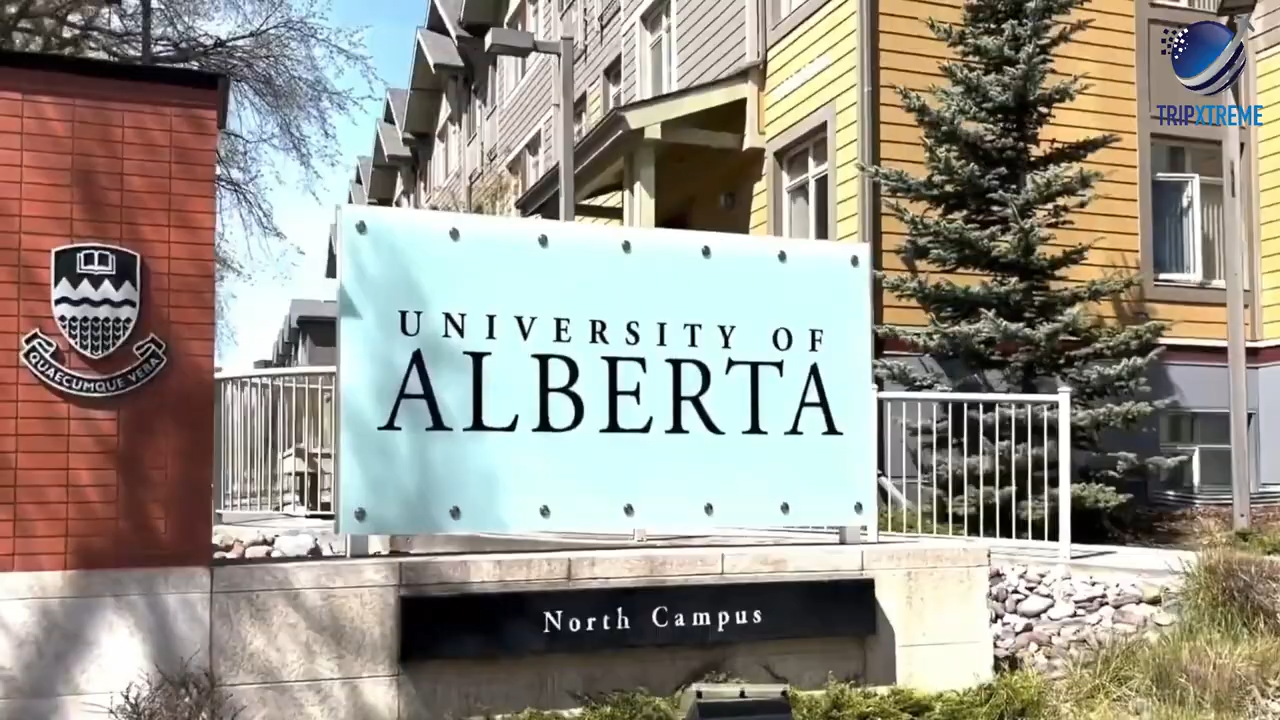 TRIPXTREME
UNIVERSITY OF
ALBERTA
QUAECUMQUE VERA
North Campus